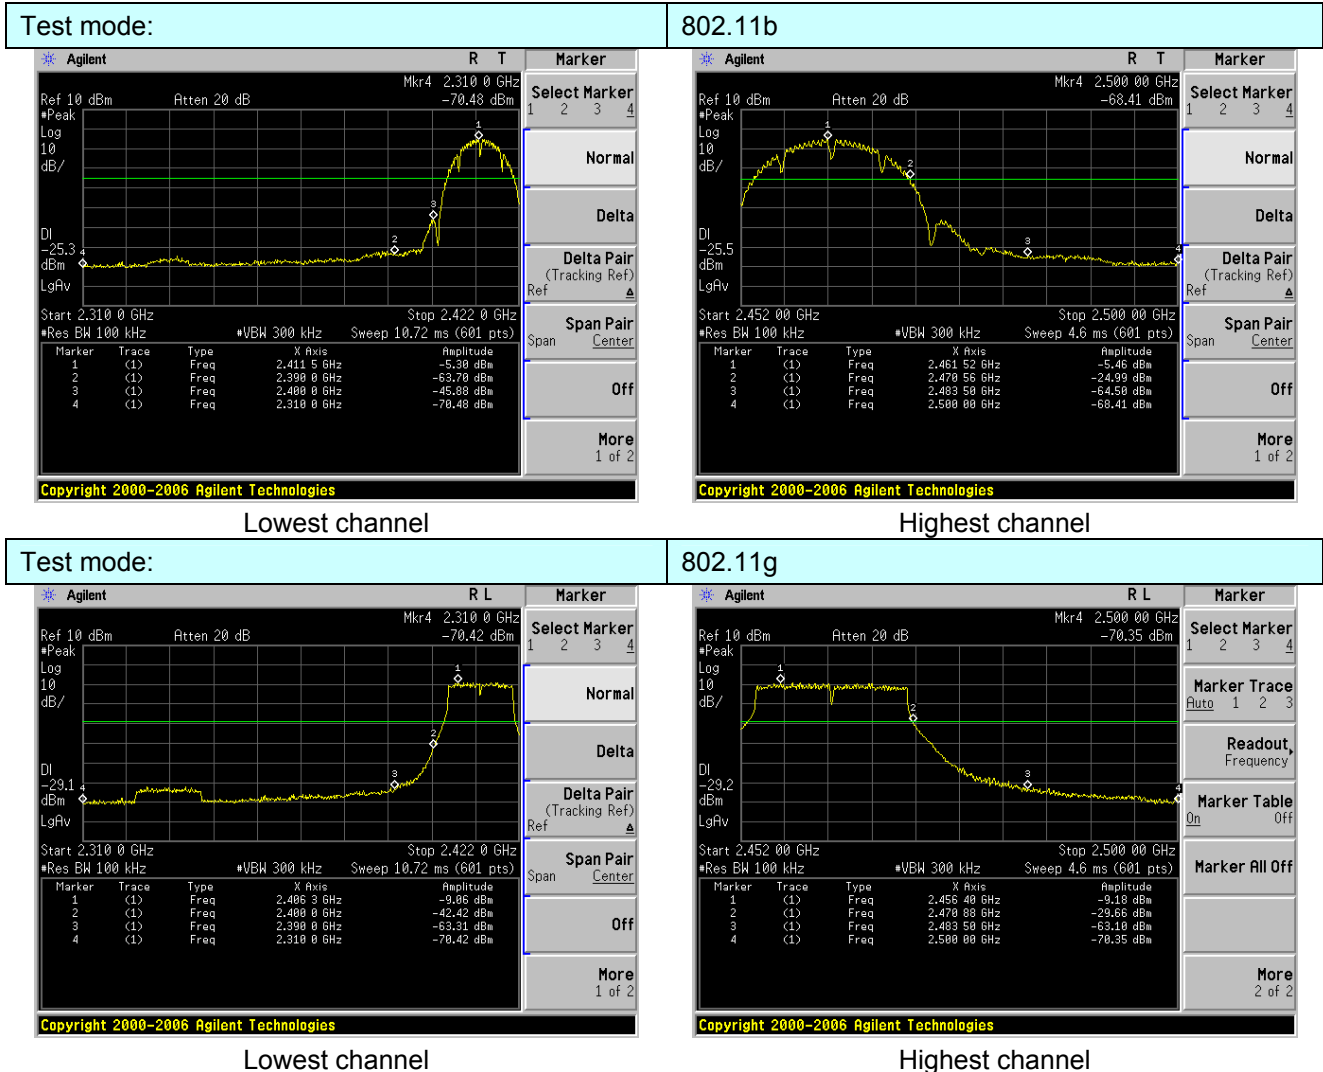 Test mode: 802.11b
Agilent R T Marker
Mkr4 2.310 0 GHz
Ref 10 dBm Atten 20 dB -70.48 dBm
#Peak
Log
10
dB/
DI
-25.3
dBm
LgAv
1
2
3
4
Start 2.310 0 GHz Stop 2.422 0 GHz
#Res BW 100 kHz #VBW 300 kHz Sweep 10.72 ms (601 pts)
Marker Trace Type X Axis Amplitude
1 (1) Freq 2.411 5 GHz -5.30 dBm
2 (1) Freq 2.390 0 GHz -63.70 dBm
3 (1) Freq 2.400 0 GHz -45.88 dBm
4 (1) Freq 2.310 0 GHz -70.48 dBm
Select Marker
1 2 3 4
Normal
Delta
Delta Pair
(Tracking Ref)
Ref Δ
Span Pair
Span Center
Off
More
1 of 2
Copyright 2000-2006 Agilent Technologies
Lowest channel
Agilent R T Marker
Mkr4 2.500 00 GHz
Ref 10 dBm Atten 20 dB -68.41 dBm
#Peak
Log
10
dB/
DI
-25.5
dBm
LgAv
1
2
3
4
Start 2.452 00 GHz Stop 2.500 00 GHz
#Res BW 100 kHz #VBW 300 kHz Sweep 4.6 ms (601 pts)
Marker Trace Type X Axis Amplitude
1 (1) Freq 2.461 52 GHz -5.46 dBm
2 (1) Freq 2.470 56 GHz -24.99 dBm
3 (1) Freq 2.483 50 GHz -64.50 dBm
4 (1) Freq 2.500 00 GHz -68.41 dBm
Select Marker
1 2 3 4
Normal
Delta
Delta Pair
(Tracking Ref)
Ref Δ
Span Pair
Span Center
Off
More
1 of 2
Copyright 2000-2006 Agilent Technologies
Highest channel
Test mode: 802.11g
Agilent R L Marker
Mkr4 2.310 0 GHz
Ref 10 dBm Atten 20 dB -70.42 dBm
#Peak
Log
10
dB/
DI
-29.1
dBm
LgAv
1
2
3
4
Start 2.310 0 GHz Stop 2.422 0 GHz
#Res BW 100 kHz #VBW 300 kHz Sweep 10.72 ms (601 pts)
Marker Trace Type X Axis Amplitude
1 (1) Freq 2.406 3 GHz -9.06 dBm
2 (1) Freq 2.400 0 GHz -42.42 dBm
3 (1) Freq 2.390 0 GHz -63.31 dBm
4 (1) Freq 2.310 0 GHz -70.42 dBm
Select Marker
1 2 3 4
Normal
Delta
Delta Pair
(Tracking Ref)
Ref Δ
Span Pair
Span Center
Off
More
1 of 2
Copyright 2000-2006 Agilent Technologies
Lowest channel
Agilent R L Marker
Mkr4 2.500 00 GHz
Ref 10 dBm Atten 20 dB -70.35 dBm
#Peak
Log
10
dB/
DI
-29.2
dBm
LgAv
1
2
3
4
Start 2.452 00 GHz Stop 2.500 00 GHz
#Res BW 100 kHz #VBW 300 kHz Sweep 4.6 ms (601 pts)
Marker Trace Type X Axis Amplitude
1 (1) Freq 2.456 40 GHz -9.18 dBm
2 (1) Freq 2.470 88 GHz -29.66 dBm
3 (1) Freq 2.483 50 GHz -63.10 dBm
4 (1) Freq 2.500 00 GHz -70.35 dBm
Select Marker
1 2 3 4
Marker Trace
Auto 1 2 3
Readout
Frequency
Marker Table
On Off
Marker All Off
More
2 of 2
Copyright 2000-2006 Agilent Technologies
Highest channel